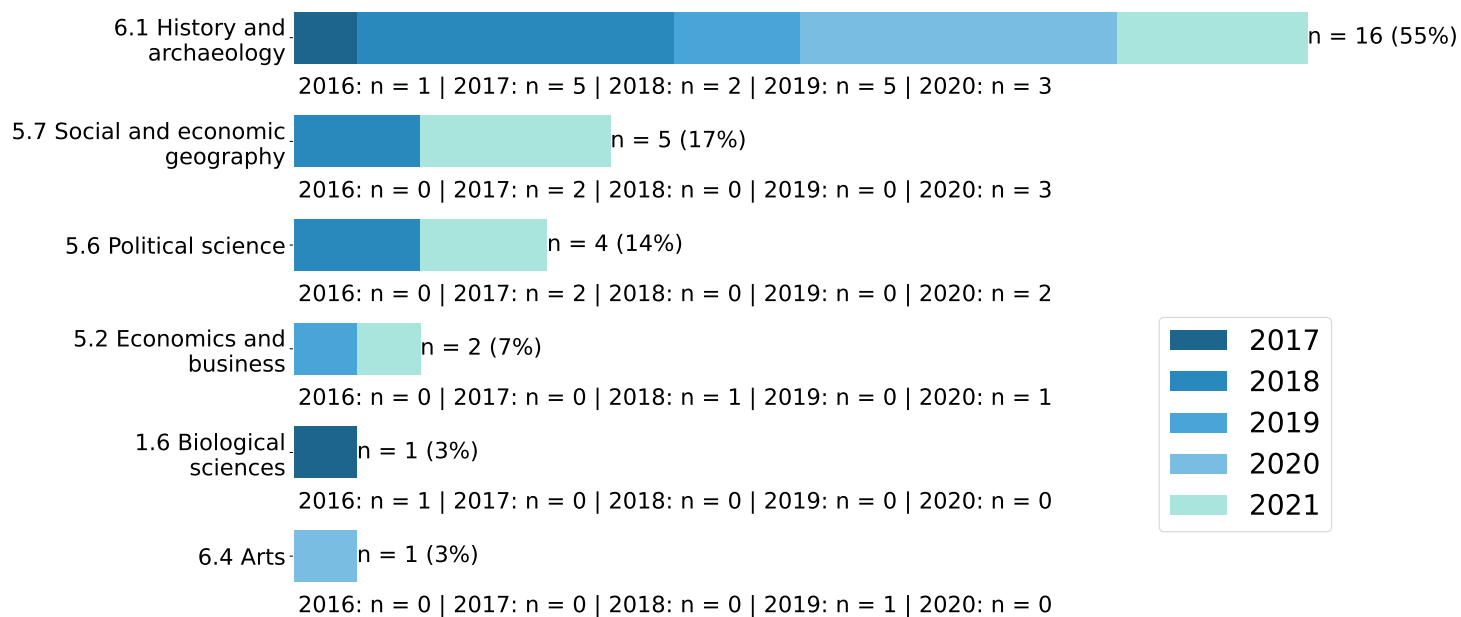 6.1 History and
archaeology
n = 16 (55%)
2016: n = 1 | 2017: n = 5 | 2018: n = 2 | 2019: n = 5 | 2020: n = 3
5.7 Social and economic
geography
n = 5 (17%)
2016: n = 0 | 2017: n = 2 | 2018: n = 0 | 2019: n = 0 | 2020: n = 3
5.6 Political science
n = 4 (14%)
2016: n = 0 | 2017: n = 2 | 2018: n = 0 | 2019: n = 0 | 2020: n = 2
5.2 Economics and
business
n = 2 (7%)
2016: n = 0 | 2017: n = 0 | 2018: n = 1 | 2019: n = 0 | 2020: n = 1
1.6 Biological
sciences
n = 1 (3%)
2016: n = 1 | 2017: n = 0 | 2018: n = 0 | 2019: n = 0 | 2020: n = 0
6.4 Arts
n = 1 (3%)
2016: n = 0 | 2017: n = 0 | 2018: n = 0 | 2019: n = 1 | 2020: n = 0
2017
2018
2019
2020
2021